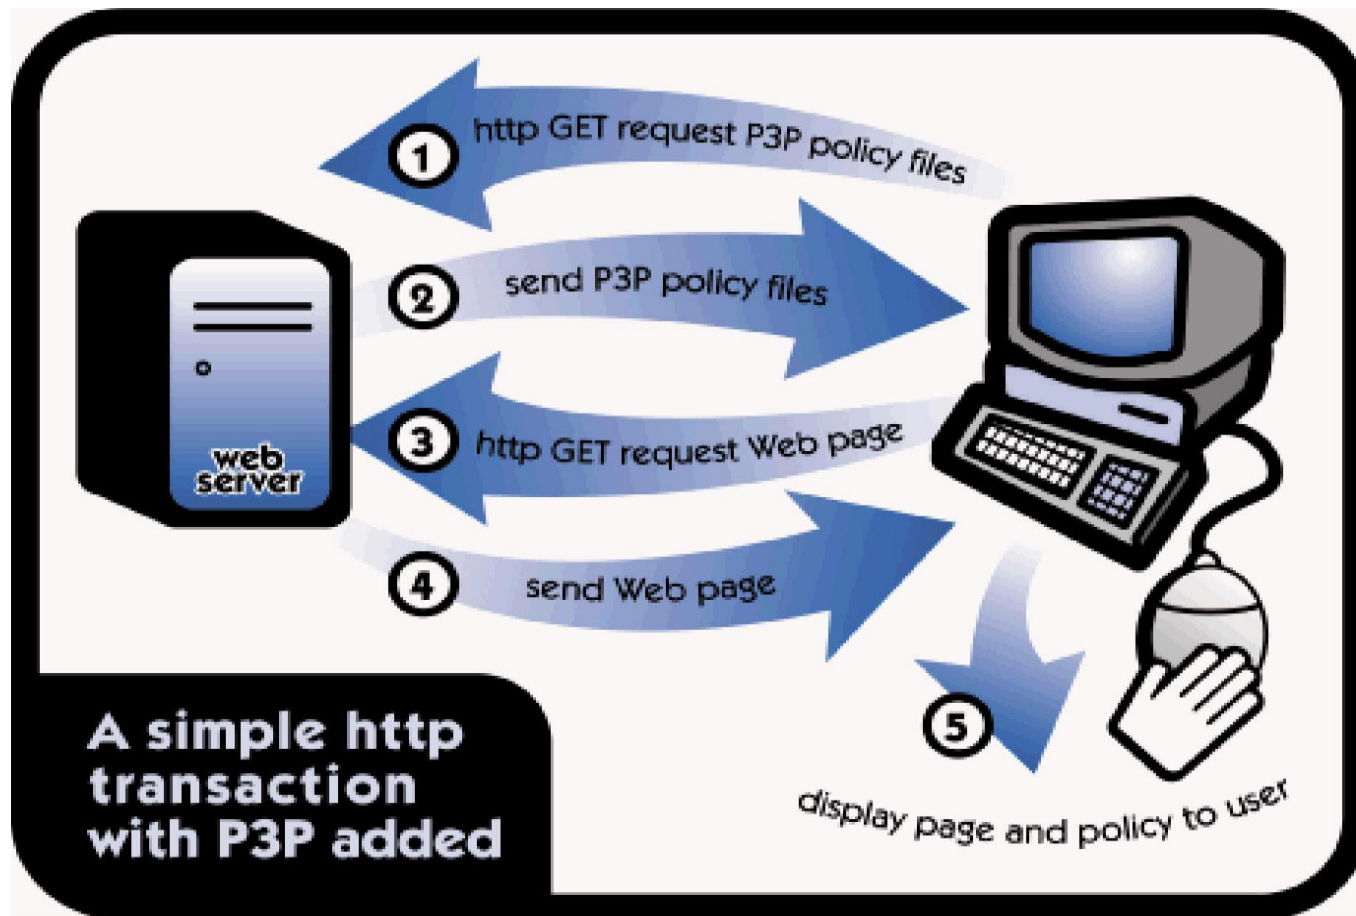 1 http GET request P3P policy files
2 send P3P policy files
3 http GET request Web page
web
server
4 send Web page
5
display page and policy to user
A simple http
transaction
with P3P added